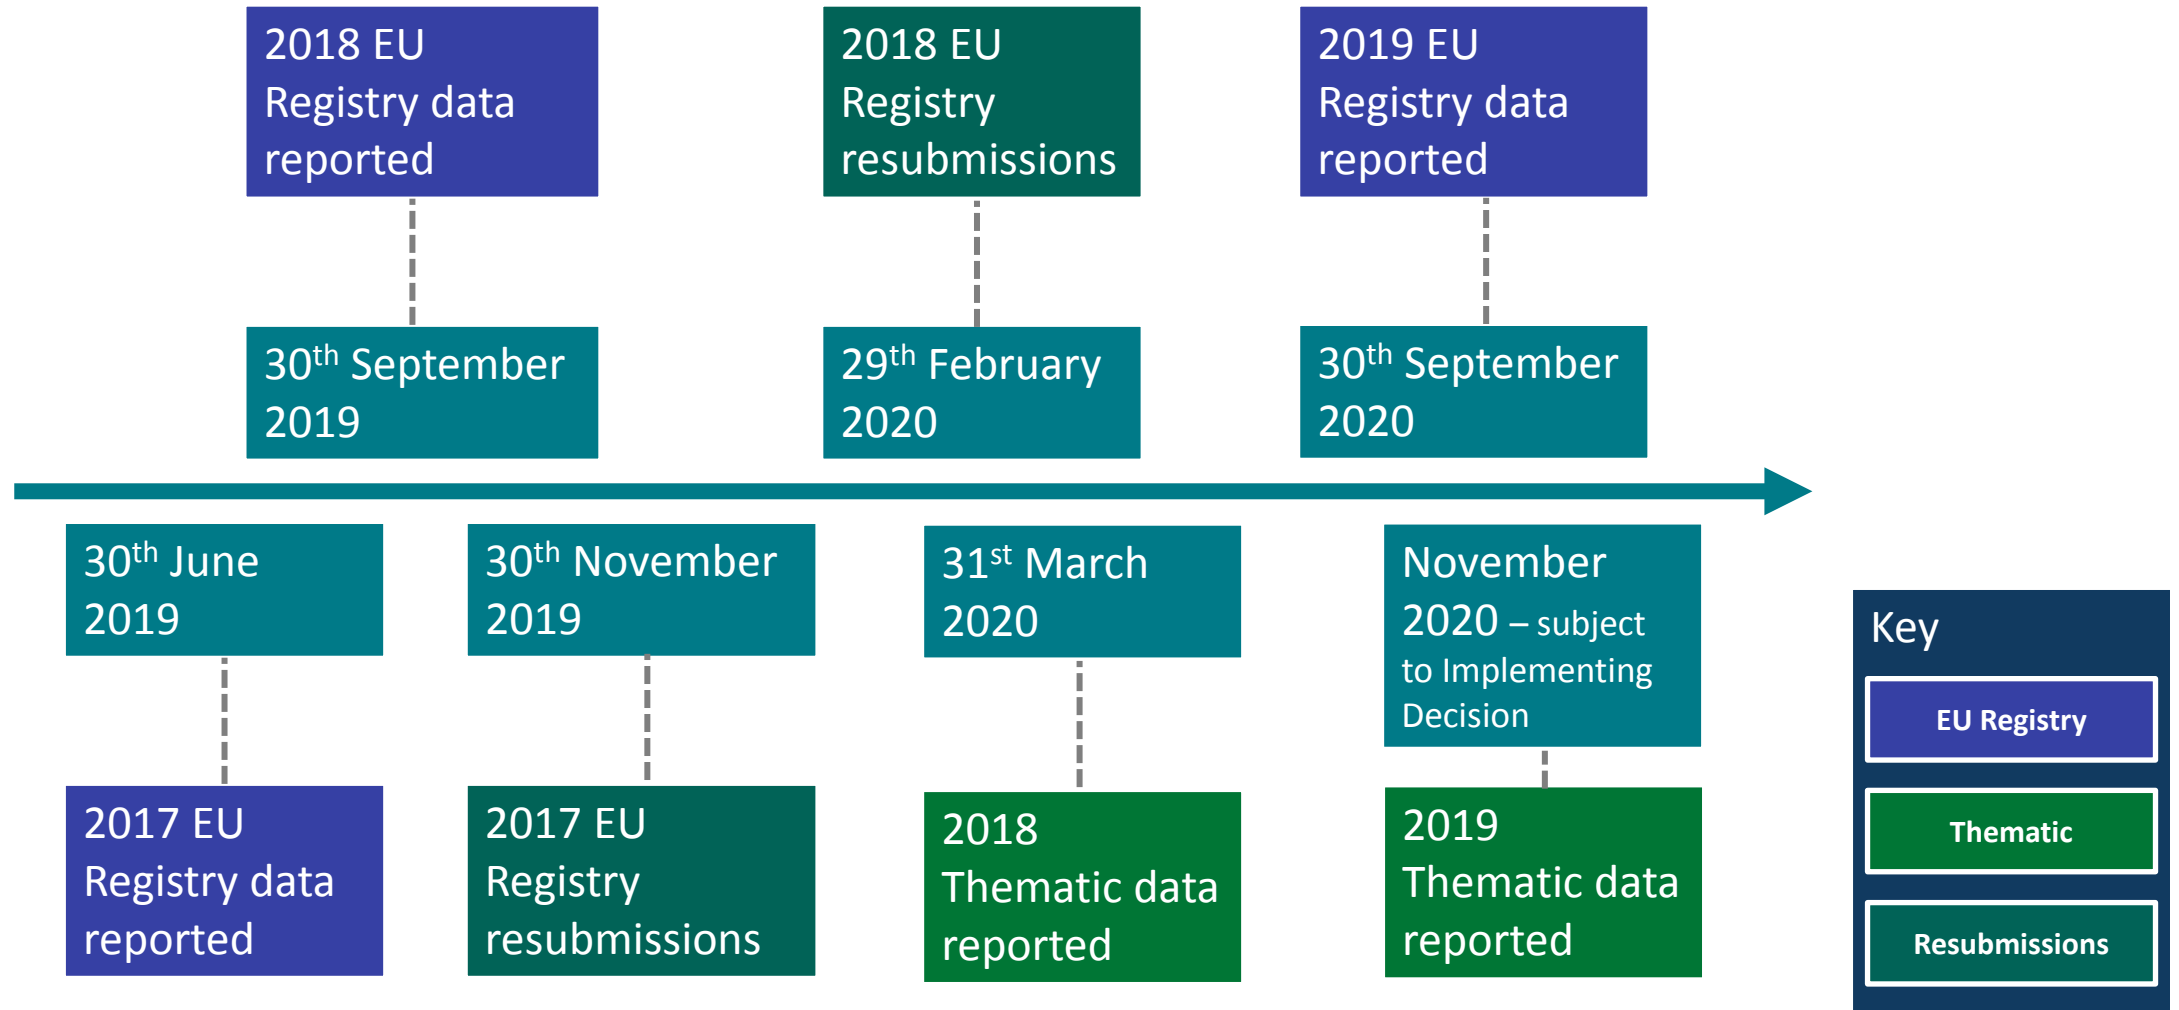 2018 EU
Registry data
reported
2018 EU
Registry
resubmissions
2019 EU
Registry data
reported
30th September
2019
29th February
2020
30th September
2020
30th June
2019
30th November
2019
31st March
2020
November
2020 – subject
to Implementing
Decision
2017 EU
Registry data
reported
2017 EU
Registry
resubmissions
2018
Thematic data
reported
2019
Thematic data
reported
Key
EU Registry
Thematic
Resubmissions